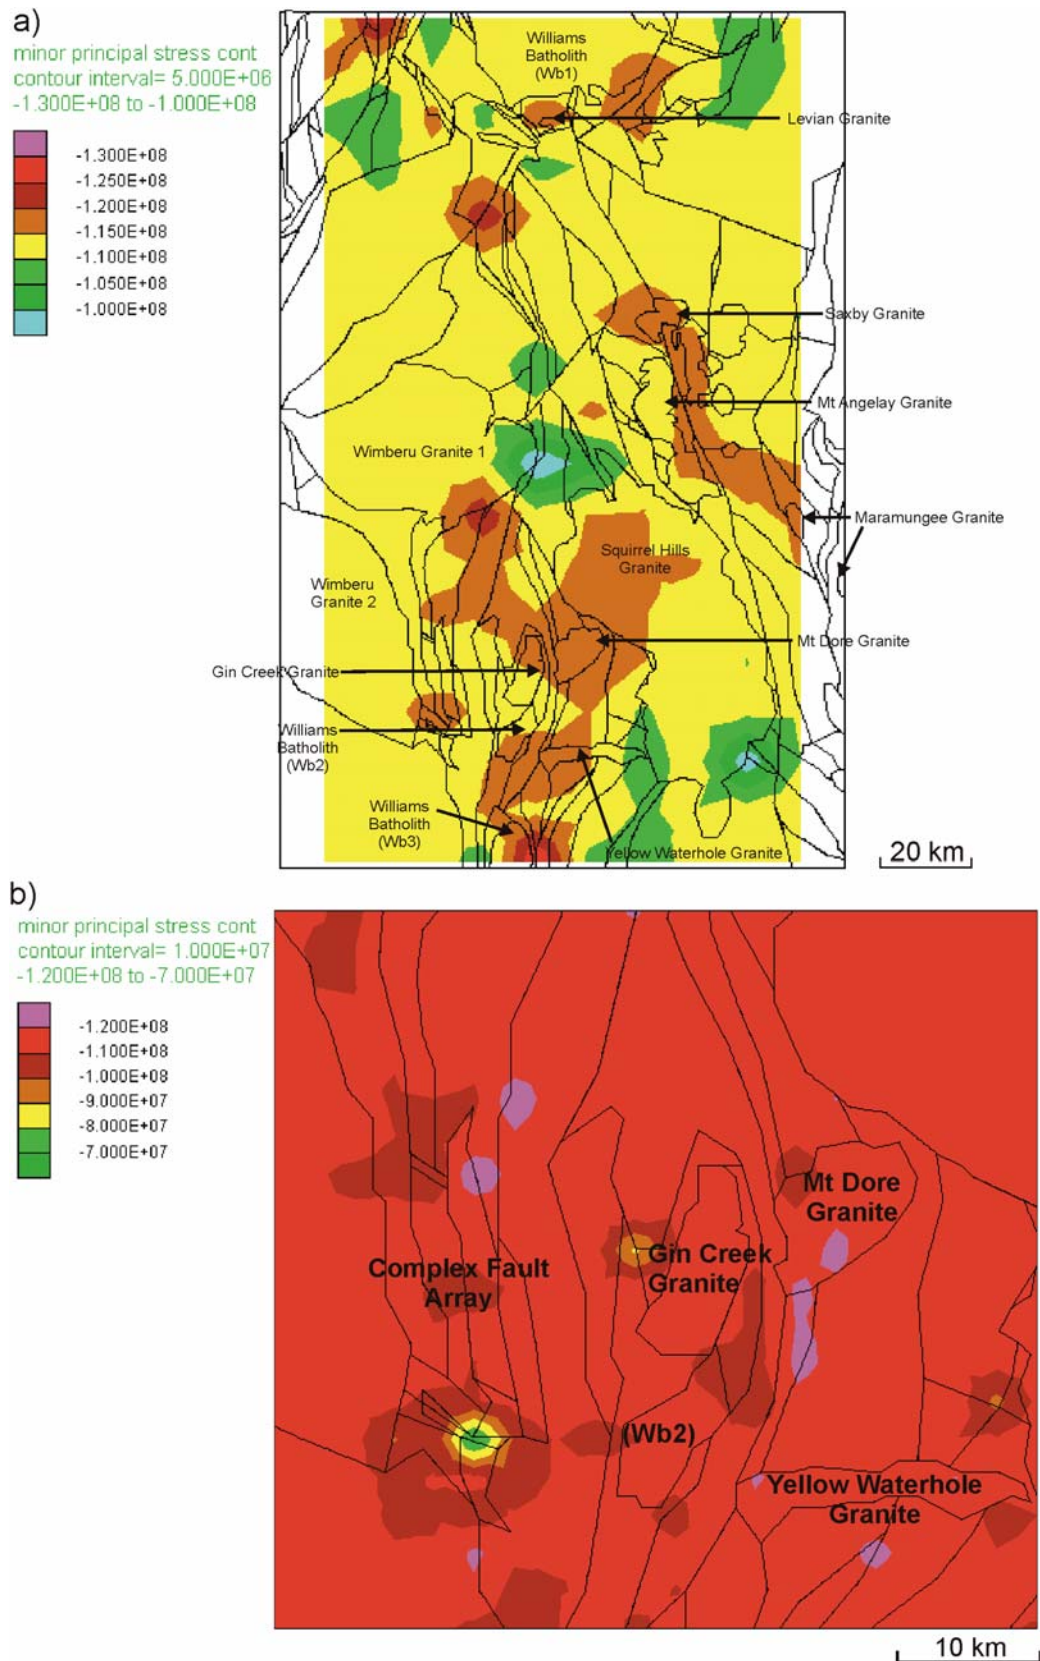 a)
minor principal stress cont
contour interval= 5.000E+06
-1.300E+08 to -1.000E+08
-1.300E+08
-1.250E+08
-1.200E+08
-1.150E+08
-1.100E+08
-1.050E+08
-1.000E+08
Williams
Batholith
(Wb1)
Levian Granite
Saxby Granite
Mt Angelay Granite
Wimberu Granite 1
Maramungee Granite
Squirrel Hills
Granite
Wimberu
Granite 2
Mt Dore Granite
Gin Creek Granite
Williams
Batholith
(Wb2)
Williams
Batholith
(Wb3)
Yellow Waterhole Granite
20 km
b)
minor principal stress cont
contour interval= 1.000E+07
-1.200E+08 to -7.000E+07
-1.200E+08
-1.100E+08
-1.000E+08
-9.000E+07
-8.000E+07
-7.000E+07
Mt Dore
Granite
Gin Creek
Granite
Complex Fault
Array
(Wb2)
Yellow Waterhole
Granite
10 km